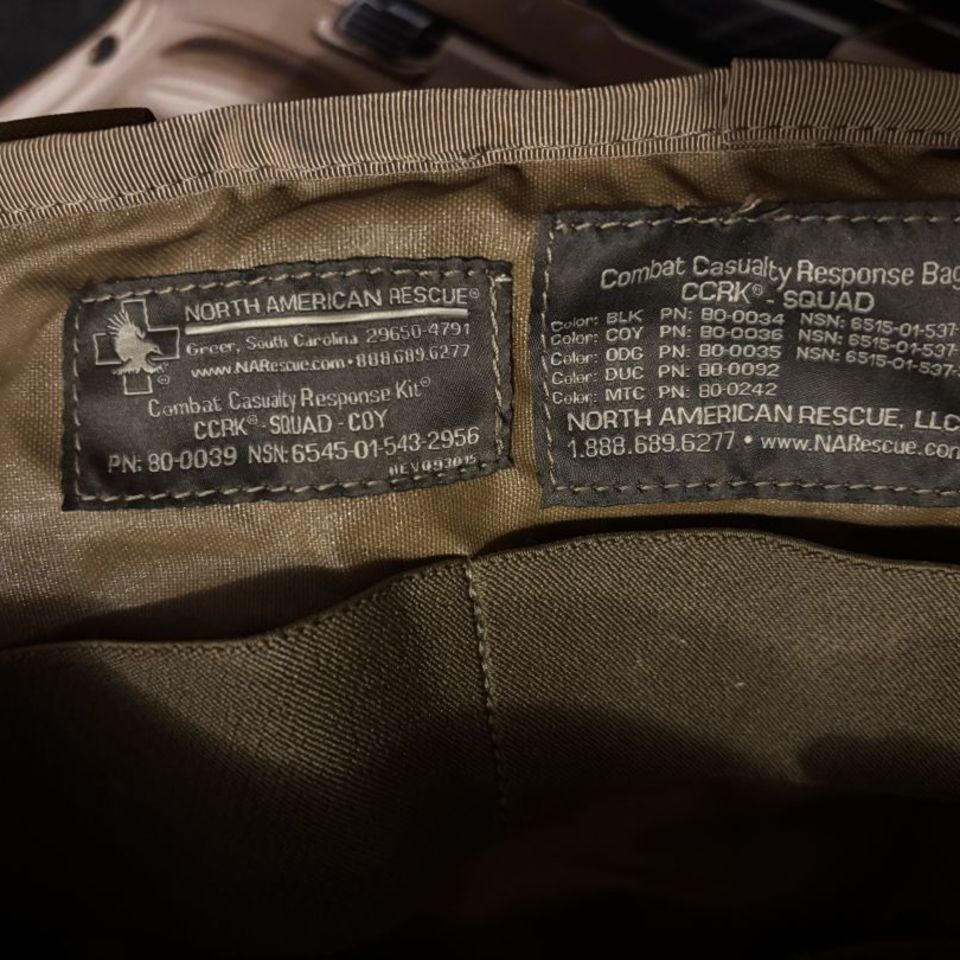 NORTH AMERICAN RESCUE®
Greer, South Carolina 29650-4791
www.NARescue.com • 888.689.6277
Combat Casualty Response Kit®
CCRK® - SQUAD - COY
PN: 80-0039 NSN: 6545-01-543-2956
Combat Casualty Response Bag
CCRK® - SQUAD
Color: BLK PN: 80-0034 NSN: 6515-01-537-
Color: COY PN: 80-0036 NSN: 6515-01-537-
Color: ODG PN: 80-0035 NSN: 6515-01-537-
Color: DUC PN: 80-0092
Color: MTC PN: 80-0242
NORTH AMERICAN RESCUE, LLC
1.888.689.6277 • www.NARescue.com